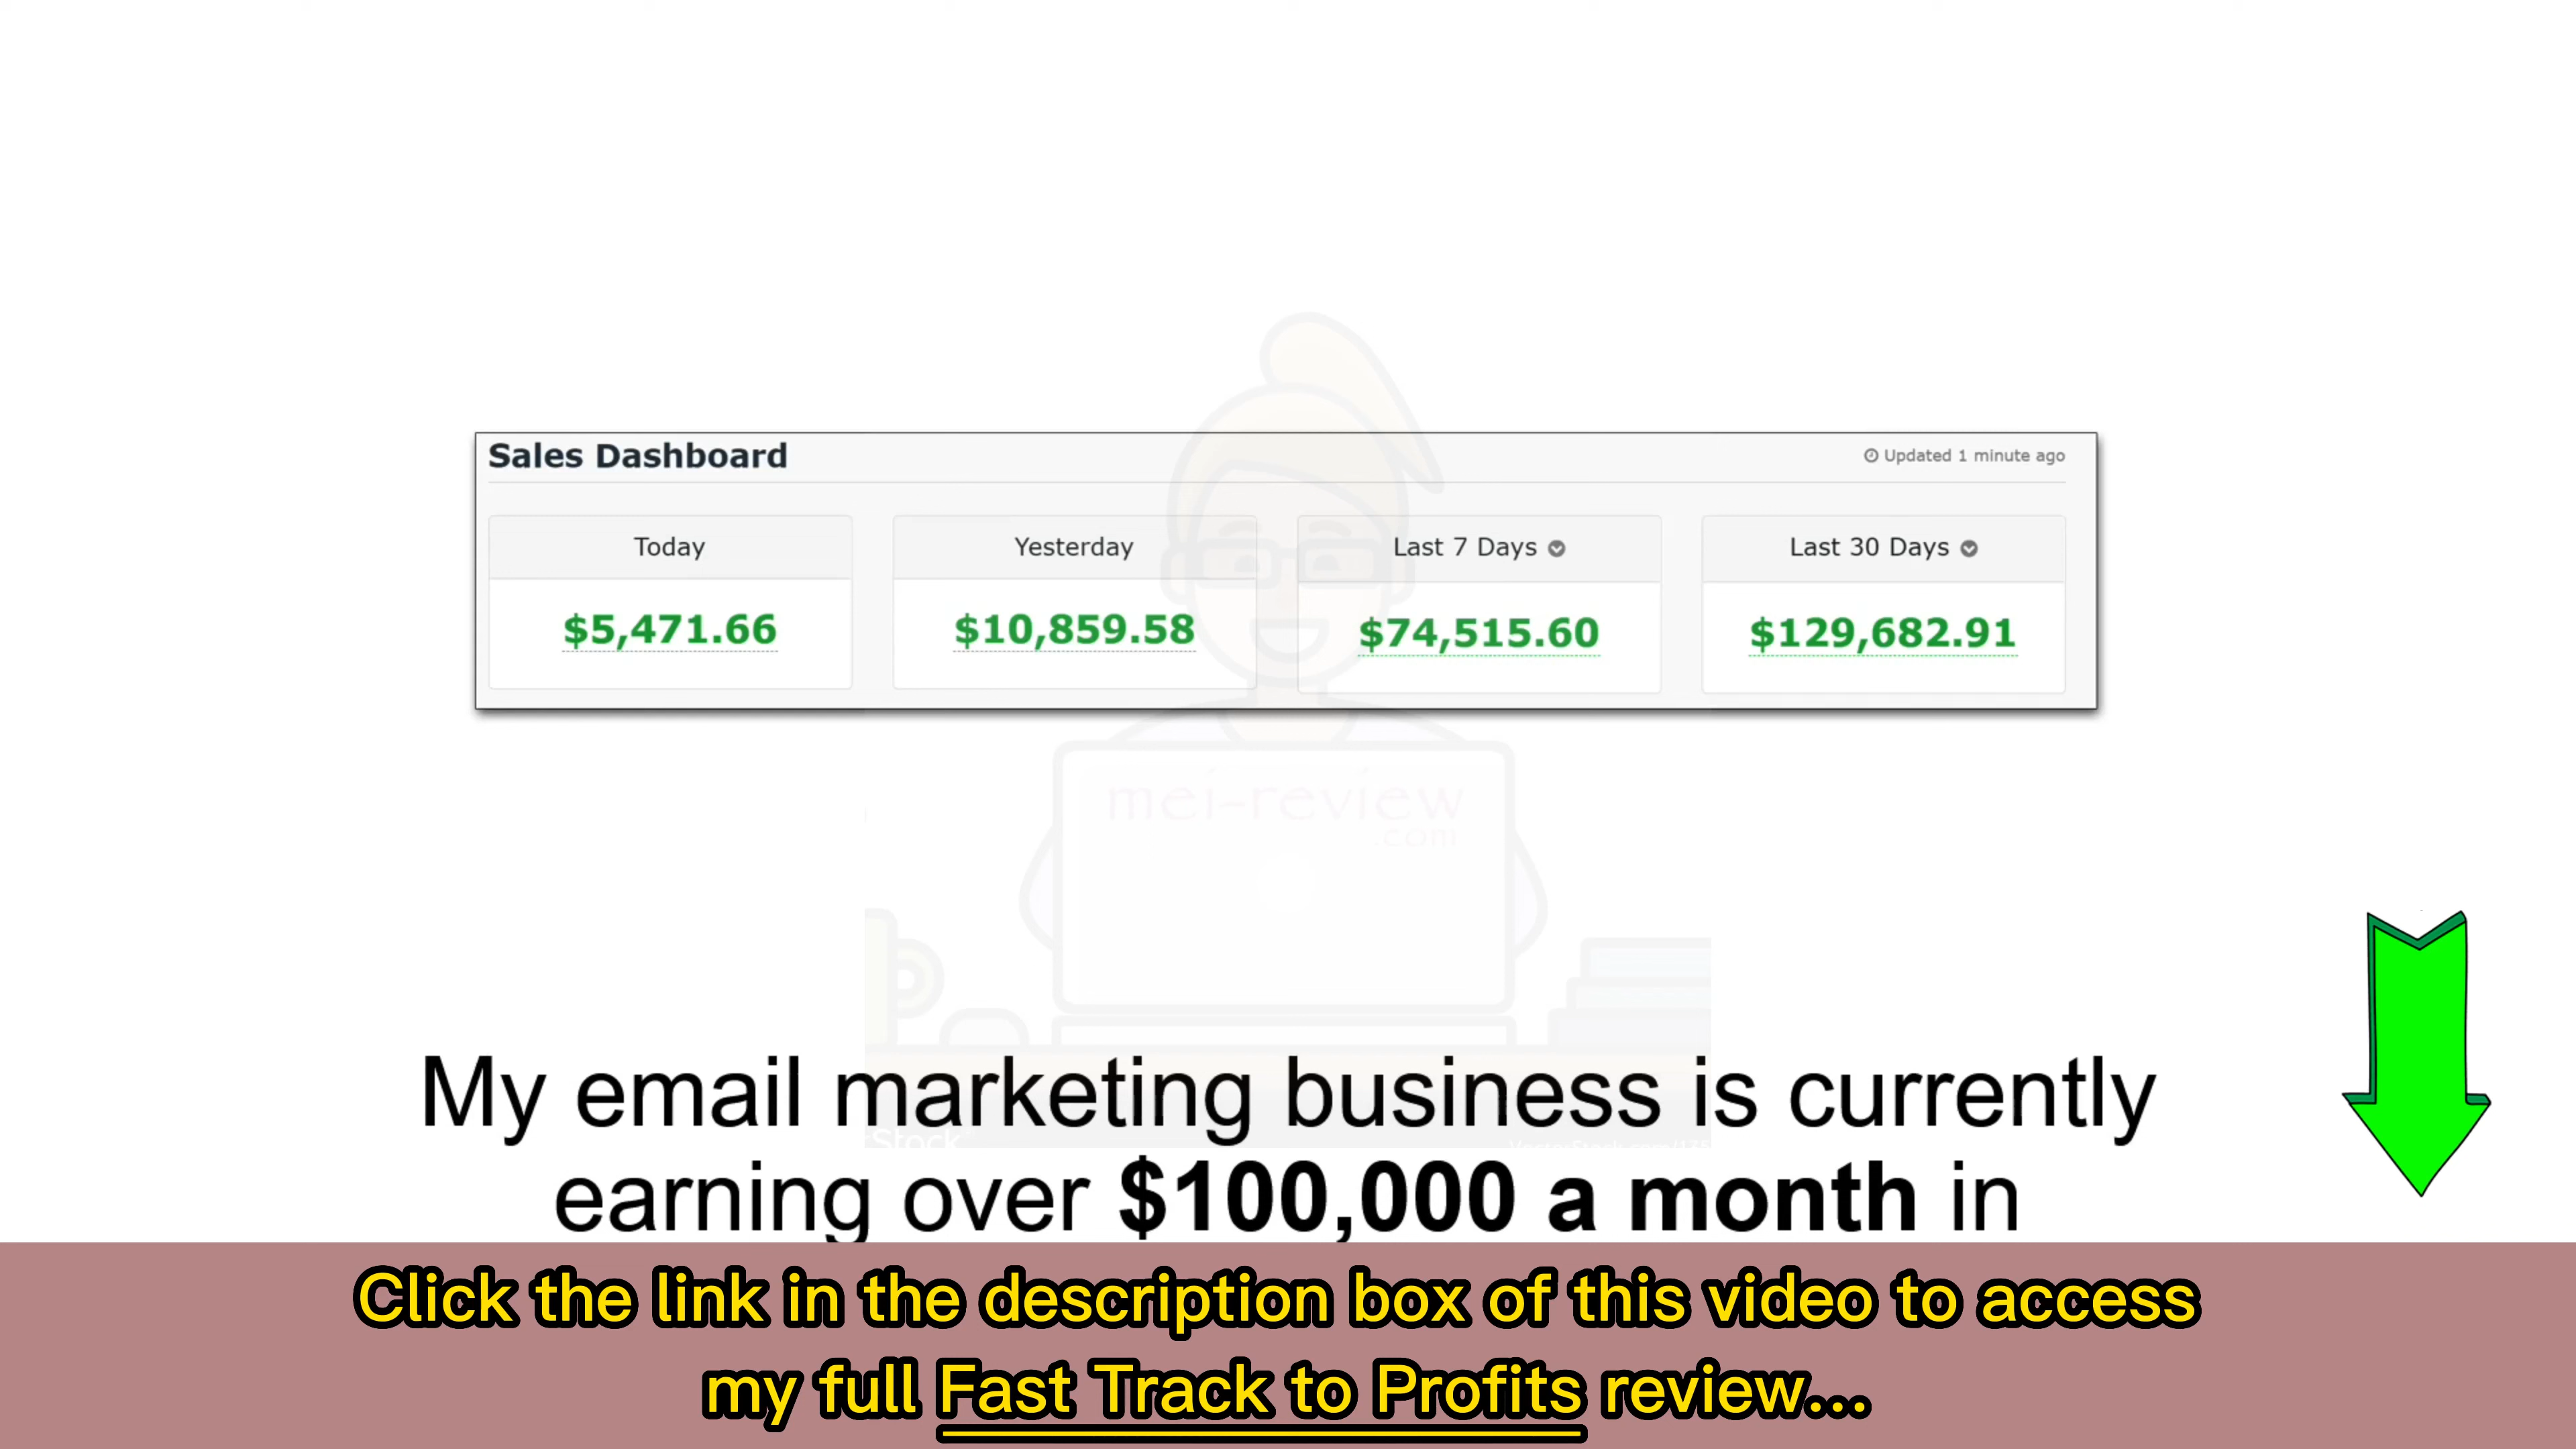 Sales Dashboard
Updated 1 minute ago
Today
Yesterday
Last 7 Days
Last 30 Days
$5,471.66
$10,859.58
$74,515.60
$129,682.91
mei-review
.com
My email marketing business is currently
earning over $100,000 a month in
Click the link in the description box of this video to access
my full Fast Track to Profits review...